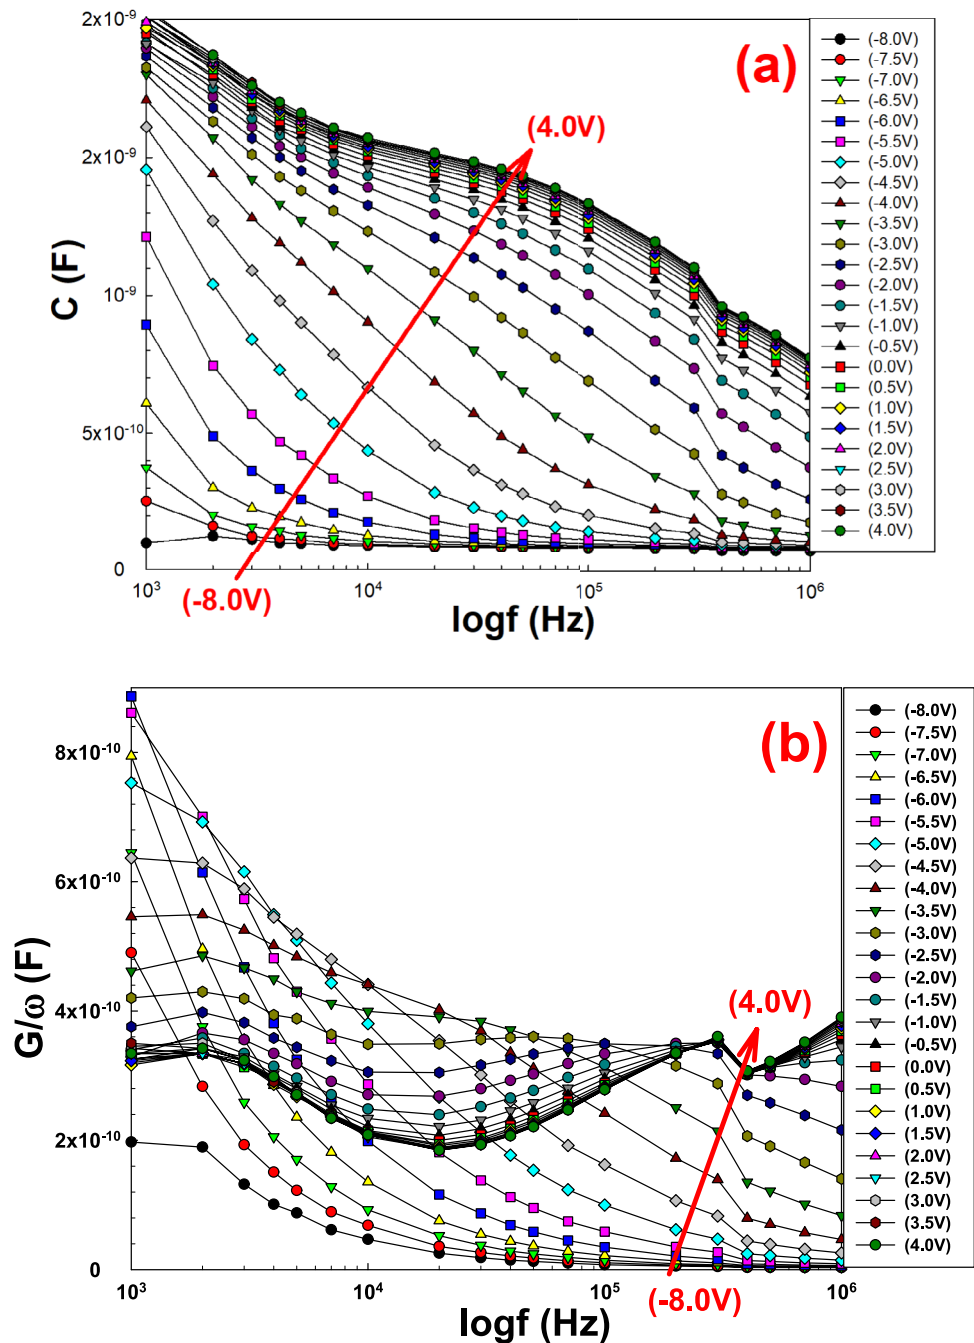 2x10⁻⁹
2x10⁻⁹
10⁻⁹
5x10⁻¹⁰
0
C (F)
(a)
(4.0V)
(-8.0V)
10³
10⁴
10⁵
10⁶
logf (Hz)
(-8.0V)
(-7.5V)
(-7.0V)
(-6.5V)
(-6.0V)
(-5.5V)
(-5.0V)
(-4.5V)
(-4.0V)
(-3.5V)
(-3.0V)
(-2.5V)
(-2.0V)
(-1.5V)
(-1.0V)
(-0.5V)
(0.0V)
(0.5V)
(1.0V)
(1.5V)
(2.0V)
(2.5V)
(3.0V)
(3.5V)
(4.0V)
8x10⁻¹⁰
6x10⁻¹⁰
4x10⁻¹⁰
2x10⁻¹⁰
0
G/ω (F)
(b)
(4.0V)
(-8.0V)
10³
10⁴
10⁵
10⁶
logf (Hz)
(-8.0V)
(-7.5V)
(-7.0V)
(-6.5V)
(-6.0V)
(-5.5V)
(-5.0V)
(-4.5V)
(-4.0V)
(-3.5V)
(-3.0V)
(-2.5V)
(-2.0V)
(-1.5V)
(-1.0V)
(-0.5V)
(0.0V)
(0.5V)
(1.0V)
(1.5V)
(2.0V)
(2.5V)
(3.0V)
(3.5V)
(4.0V)